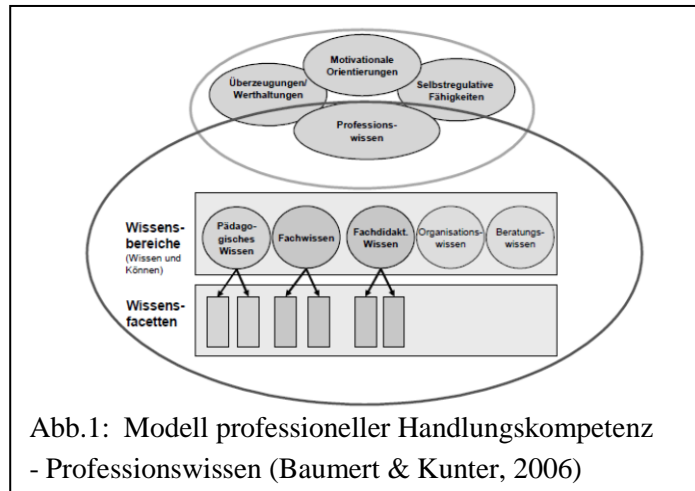 Motivationale
Orientierungen
Überzeugungen/
Werthaltungen
Selbstregulative
Fähigkeiten
Professions-
wissen
Wissens-
bereiche
(Wissen und
Können)
Pädago-
gisches
Wissen
Fachwissen
Fachdidakt.
Wissen
Organisations-
wissen
Beratungs-
wissen
Wissens-
facetten
Abb.1: Modell professioneller Handlungskompetenz
- Professionswissen (Baumert & Kunter, 2006)